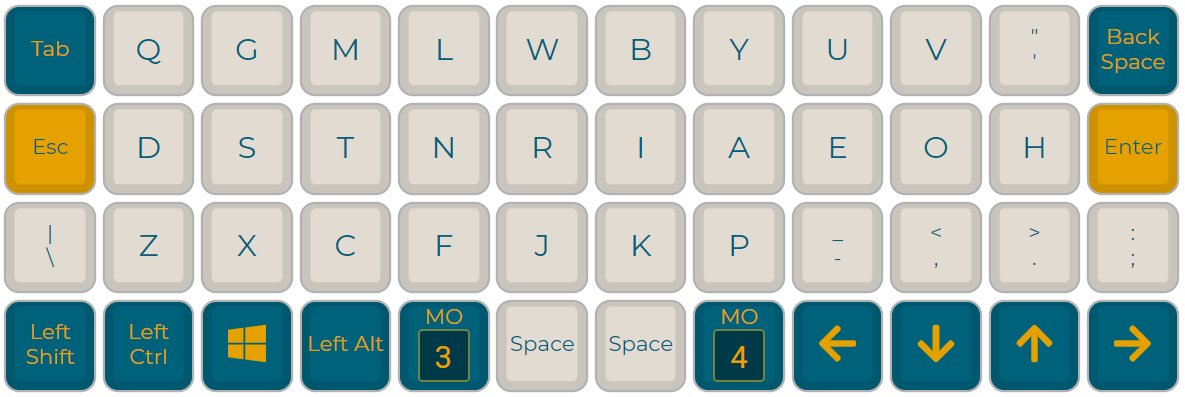 Tab Q G M L W B Y U V " ' Back Space
Esc D S T N R I A E O H Enter
| \ Z X C F J K P _ - < , > . : ;
Left Shift Left Ctrl Left Alt MO 3 Space Space MO 4 ← ↓ ↑ →